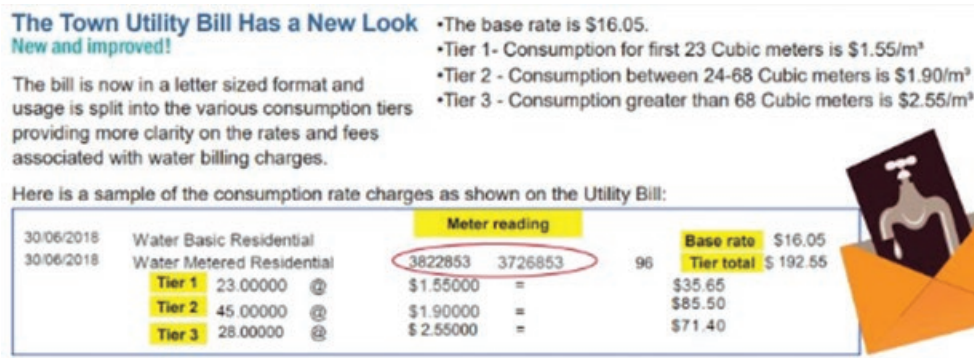 The Town Utility Bill Has a New Look
New and improved!
The bill is now in a letter sized format and
usage is split into the various consumption tiers
providing more clarity on the rates and fees
associated with water billing charges.
•The base rate is $16.05.
•Tier 1- Consumption for first 23 Cubic meters is $1.55/m³
•Tier 2 - Consumption between 24-68 Cubic meters is $1.90/m³
•Tier 3 - Consumption greater than 68 Cubic meters is $2.55/m³
Here is a sample of the consumption rate charges as shown on the Utility Bill:
Meter reading
30/06/2018 Water Basic Residential Base rate $16.05
30/06/2018 Water Metered Residential 3822853 3726853 96 Tier total $ 192.55
Tier 1 23.00000 @ $1.55000 = $35.65
Tier 2 45.00000 @ $1.90000 = $85.50
Tier 3 28.00000 @ $ 2.55000 = $71.40